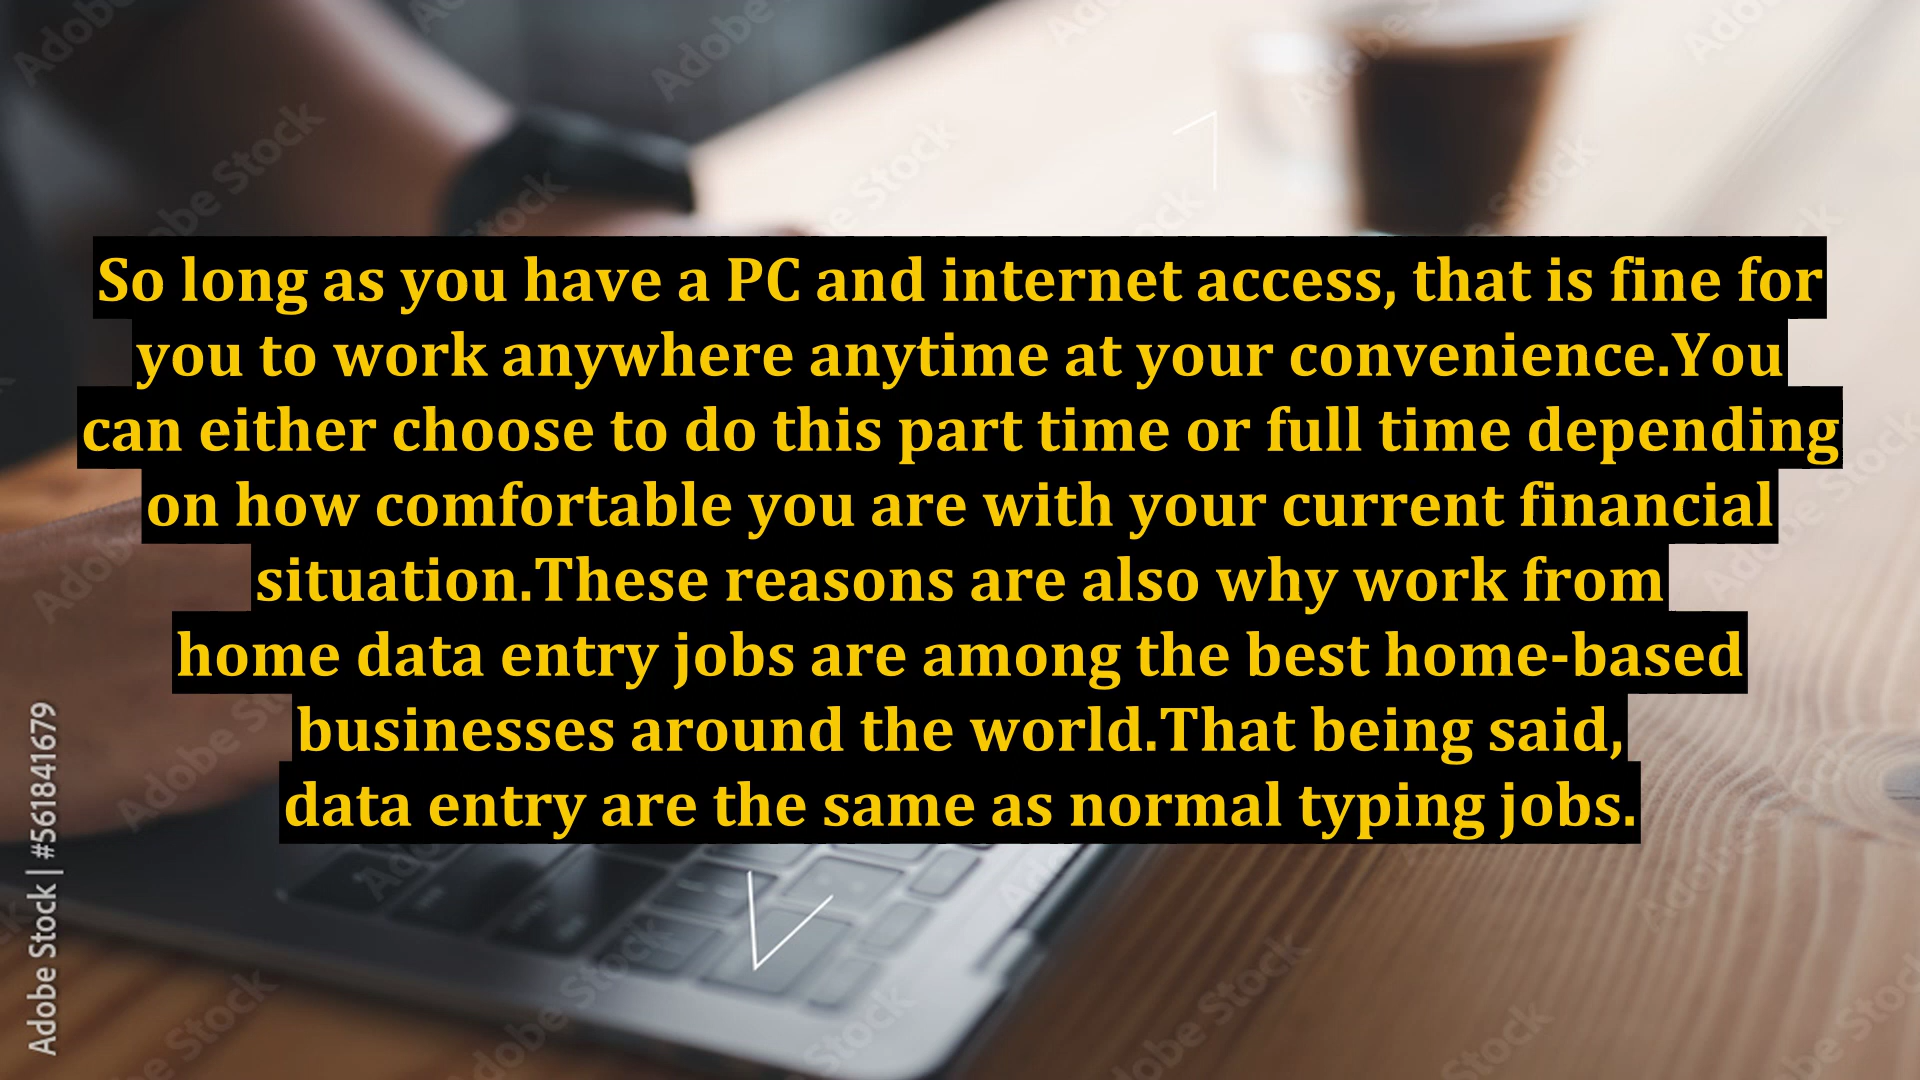 So long as you have a PC and internet access, that is fine for
you to work anywhere anytime at your convenience.You
can either choose to do this part time or full time depending
on how comfortable you are with your current financial
situation.These reasons are also why work from
home data entry jobs are among the best home-based
businesses around the world.That being said,
data entry are the same as normal typing jobs.
Adobe Stock | #561841679
Adobe Stock